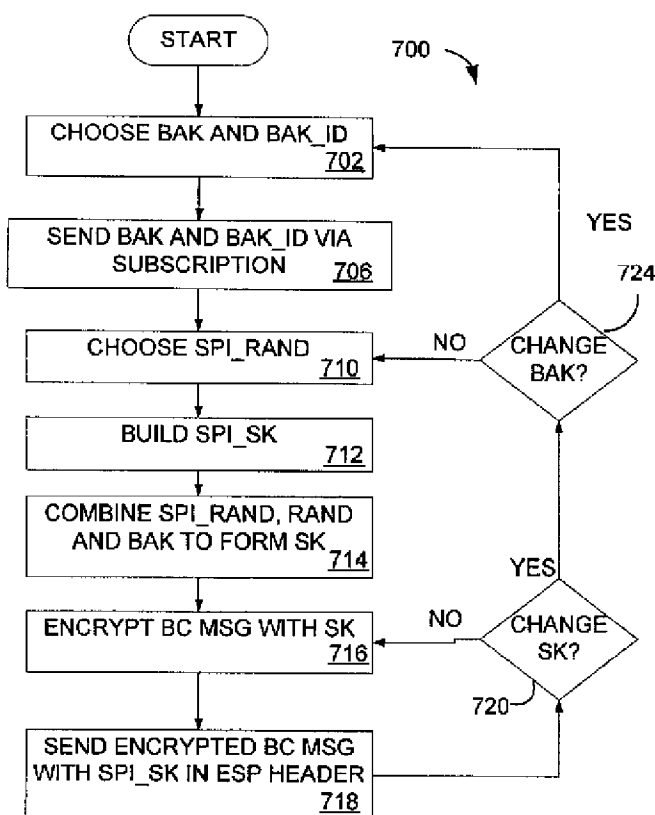 START
700
CHOOSE BAK AND BAK_ID
702
SEND BAK AND BAK_ID VIA
SUBSCRIPTION
706
YES
724
CHOOSE SPI_RAND
710
NO
CHANGE
BAK?
BUILD SPI_SK
712
COMBINE SPI_RAND, RAND
AND BAK TO FORM SK
714
YES
ENCRYPT BC MSG WITH SK
716
NO
CHANGE
SK?
720
SEND ENCRYPTED BC MSG
WITH SPI_SK IN ESP HEADER
718